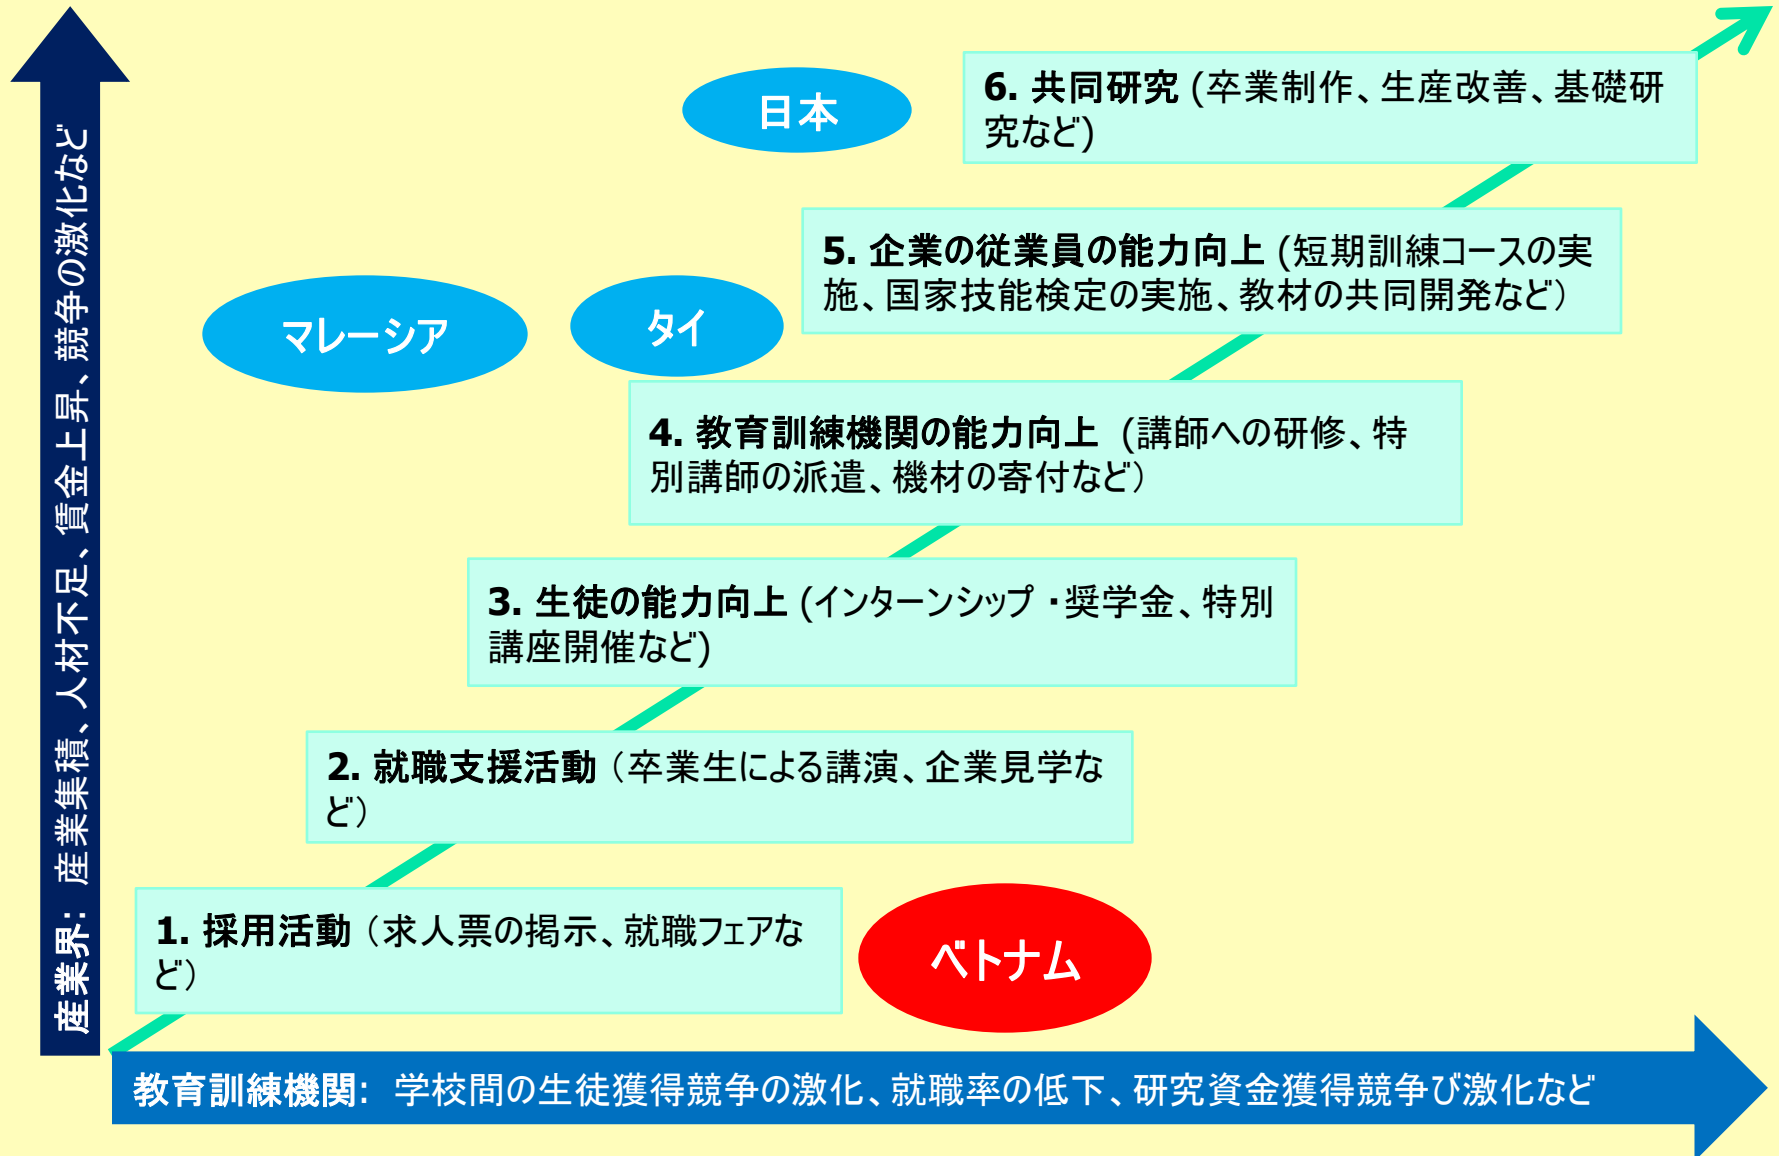 産業界: 産業集積、人材不足、賃金上昇、競争の激化など
日本
6. 共同研究 (卒業制作、生産改善、基礎研
究など)
5. 企業の従業員の能力向上 (短期訓練コースの実
施、国家技能検定の実施、教材の共同開発など）
マレーシア
タイ
4. 教育訓練機関の能力向上 (講師への研修、特
別講師の派遣、機材の寄付など）
3. 生徒の能力向上 (インターンシップ ・奨学金、特別
講座開催など)
2. 就職支援活動（卒業生による講演、企業見学な
ど）
1. 採用活動（求人票の掲示、就職フェアな
ど）
ベトナム
教育訓練機関: 学校間の生徒獲得競争の激化、就職率の低下、研究資金獲得競争び激化など